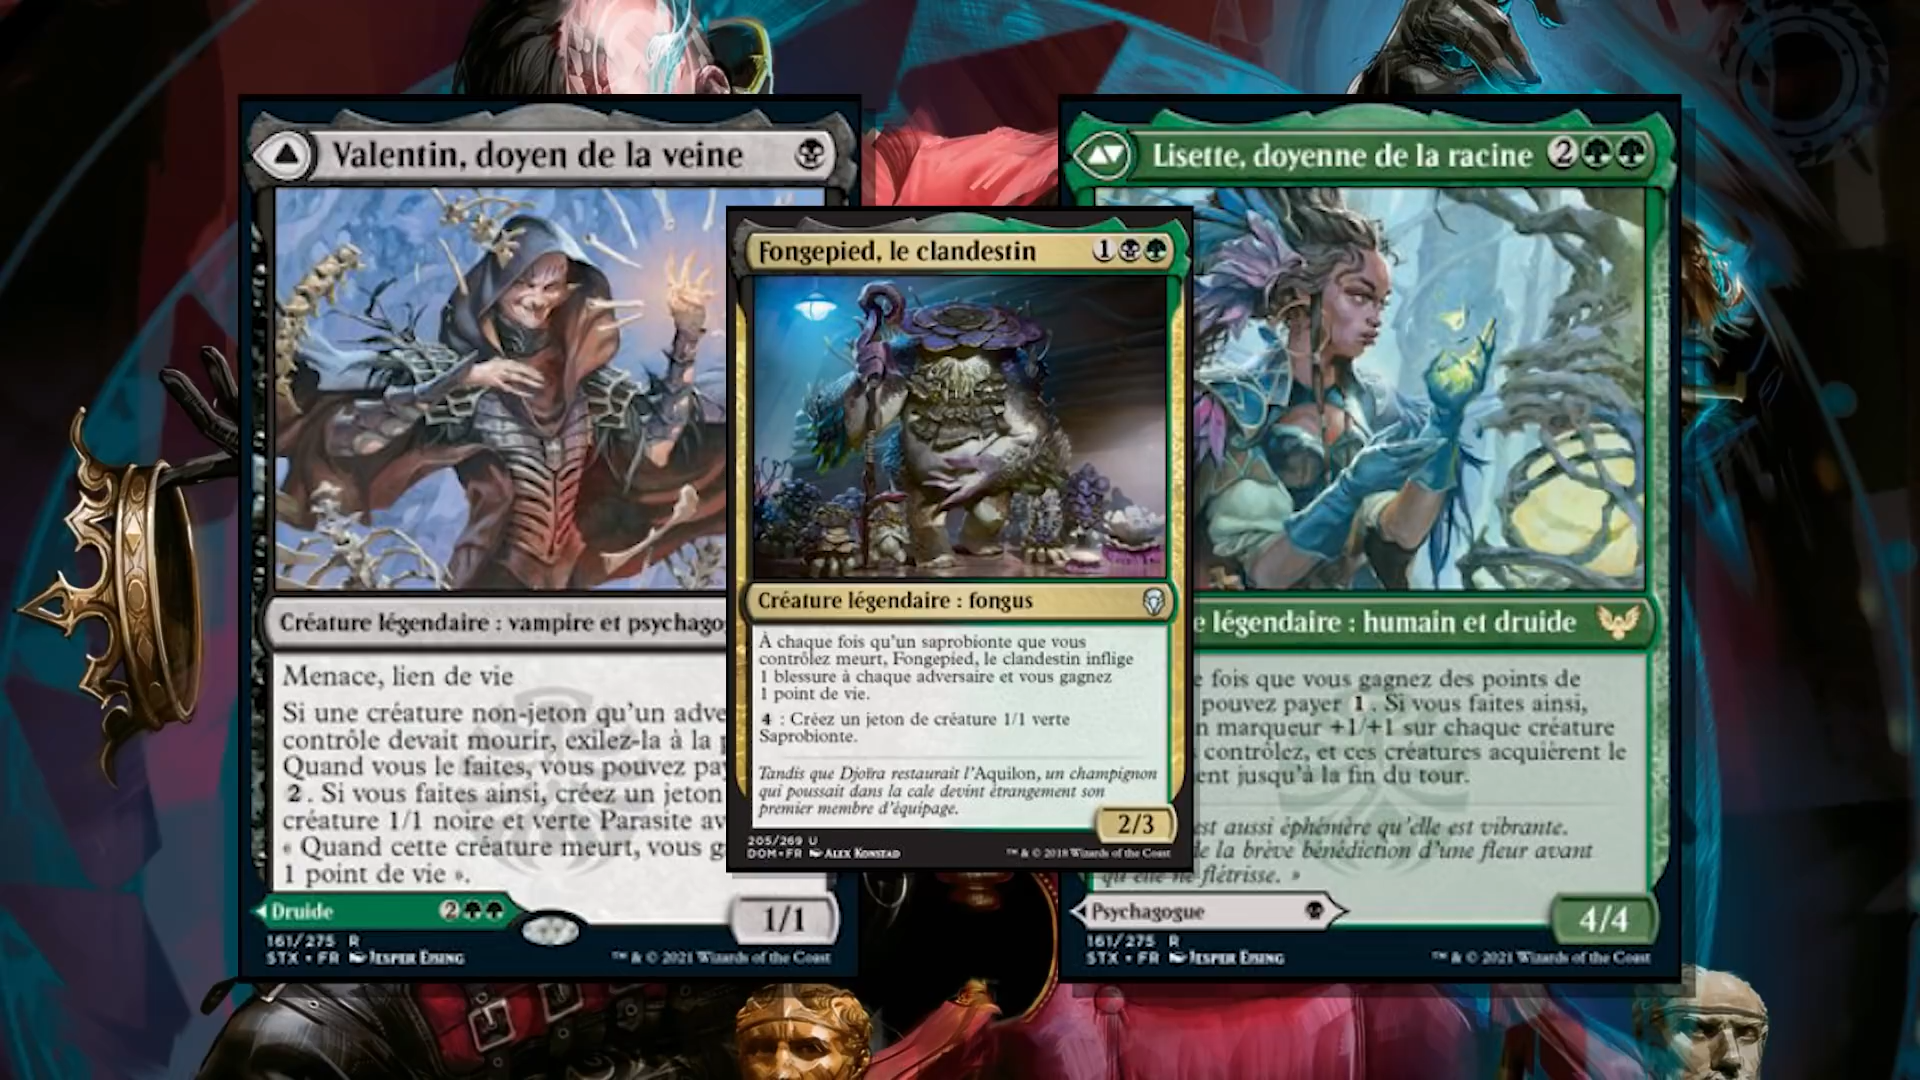 Valentin, doyen de la veine
Créature légendaire : vampire et psychago
Menace, lien de vie
Si une créature non-jeton qu'un adve
contrôle devait mourir, exilez-la à la
Quand vous le faites, vous pouvez pa
2. Si vous faites ainsi, créez un jeton
créature 1/1 noire et verte Parasite av
« Quand cette créature meurt, vous g
1 point de vie ».
Druide 2
1/1
161/275 R
STX • FR Jesper Ejsing
™ & © 2021 Wizards of the Coast
Fongepied, le clandestin 1
Créature légendaire : fongus
À chaque fois qu'un saprobionte que vous
contrôlez meurt, Fongepied, le clandestin inflige
1 blessure à chaque adversaire et vous gagnez
1 point de vie.
4 : Créez un jeton de créature 1/1 verte
Saprobionte.
Tandis que Djoïra restaurait l'Aquilon, un champignon
qui poussait dans la cale devint étrangement son
premier membre d'équipage.
2/3
205/269 U
DOM • FR Alex Konstad
™ & © 2018 Wizards of the Coast
Lisette, doyenne de la racine 2
e légendaire : humain et druide
e fois que vous gagnez des points de
pouvez payer 1. Si vous faites ainsi,
n marqueur +1/+1 sur chaque créature
contrôlez, et ces créatures acquièrent le
ent jusqu'à la fin du tour.
est aussi éphémère qu'elle est vibrante.
de la brève bénédiction d'une fleur avant
qu'elle ne flétrisse. »
Psychagogue
4/4
161/275 R
STX • FR Jesper Ejsing
™ & © 2021 Wizards of the Coast